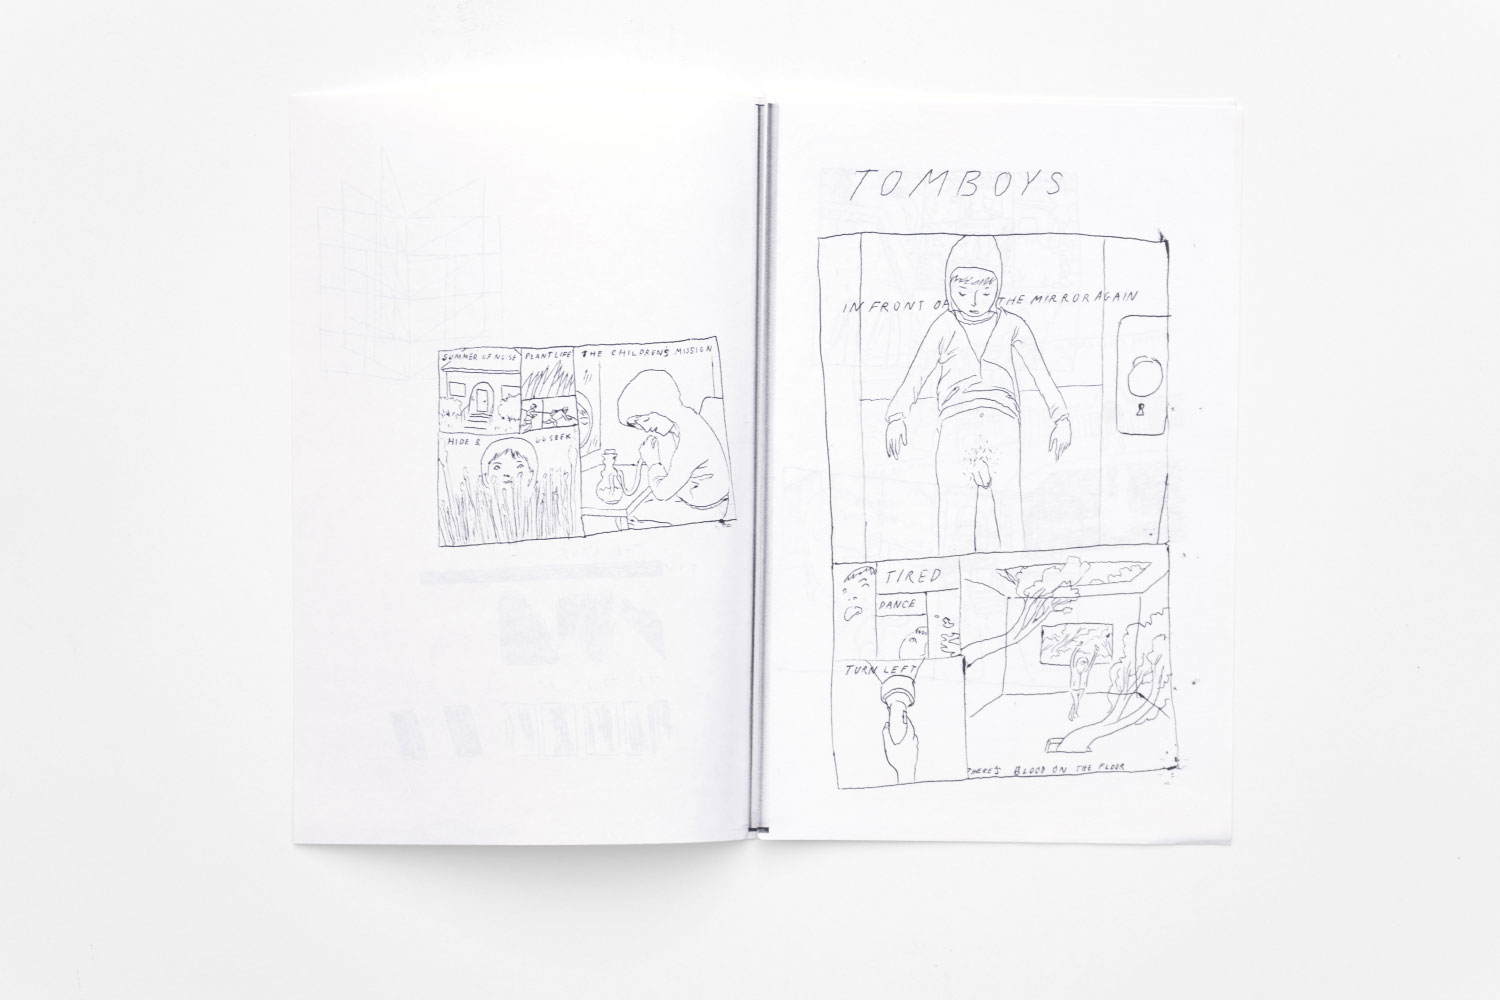 SUMMER OF NOISE
PLANT LIFE
THE CHILDRENS MISSION
HIDE & GO SEEK
TOMBOYS
IN FRONT OF THE MIRROR AGAIN
TIRED
DANCE
TURN LEFT
THERE'S BLOOD ON THE FLOOR